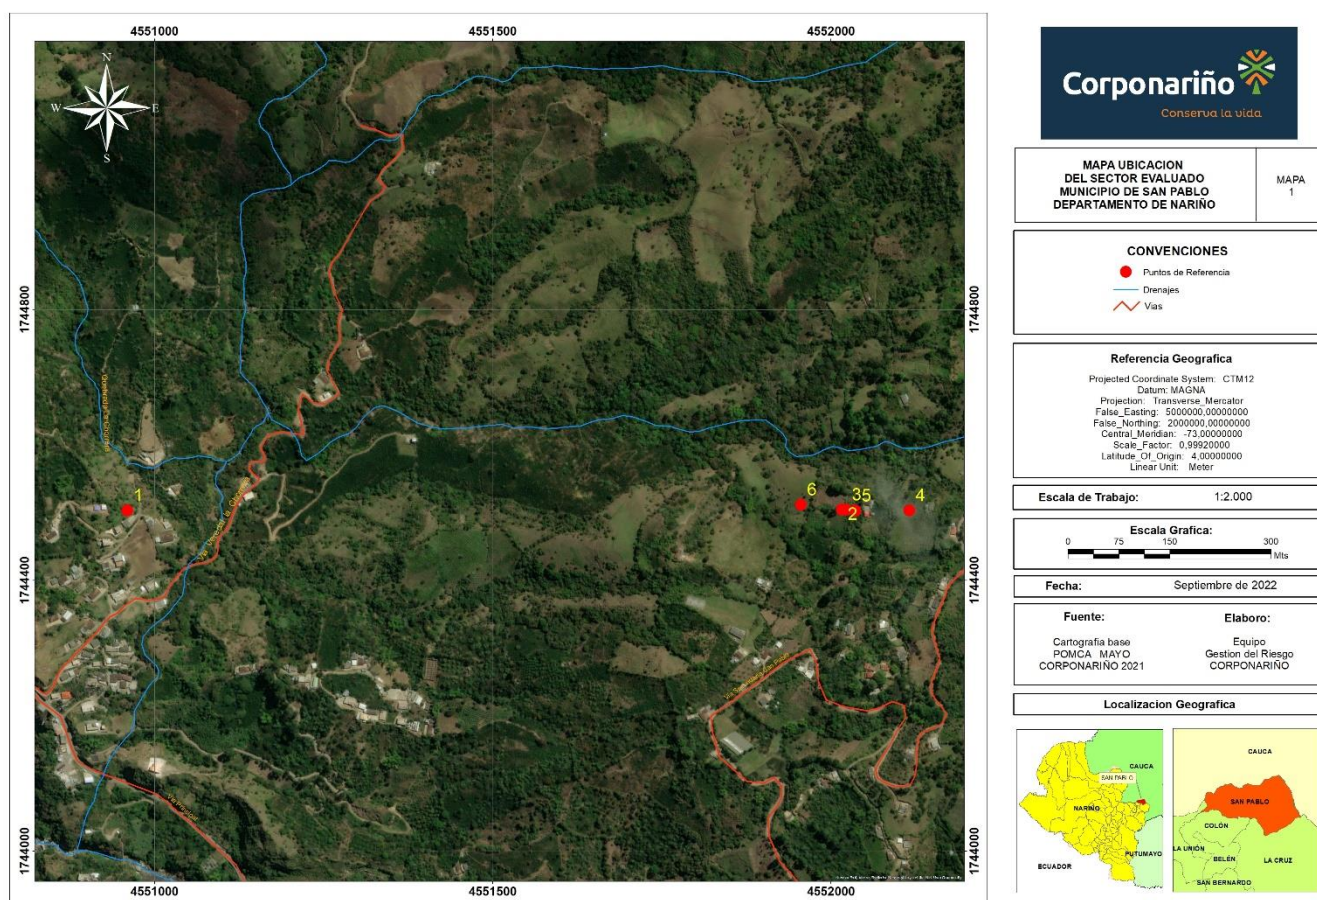 4551000
4551500
4552000
N
W
E
S
1744800
1744800
1
6
35
2
4
Via Vereda la Chorrera
1744400
1744400
1744000
1744000
4551000
4551500
4552000
Corponariño
Conserva la vida
MAPA UBICACION
DEL SECTOR EVALUADO
MUNICIPIO DE SAN PABLO
DEPARTAMENTO DE NARIÑO
MAPA
1
CONVENCIONES
Puntos de Referencia
Drenajes
Vias
Referencia Geografica
Projected Coordinate System: CTM12
Datum: MAGNA
Projection: Transverse_Mercator
False_Easting: 5000000,00000000
False_Northing: 2000000,00000000
Central_Meridian: -73,00000000
Scale_Factor: 0,99920000
Latitude_Of_Origin: 4,00000000
Linear Unit: Meter
Escala de Trabajo: 1:2.000
Escala Grafica:
0 75 150 300
Mts
Fecha: Septiembre de 2022
Fuente:
Cartografia base
POMCA MAYO
CORPONARIÑO 2021
Elaboro:
Equipo
Gestion del Riesgo
CORPONARIÑO
Localizacion Geografica
CAUCA
SAN PABLO
NARIÑO
PUTUMAYO
ECUADOR
CAUCA
SAN PABLO
COLÓN
LA UNIÓN
BELÉN
LA CRUZ
SAN BERNARDO